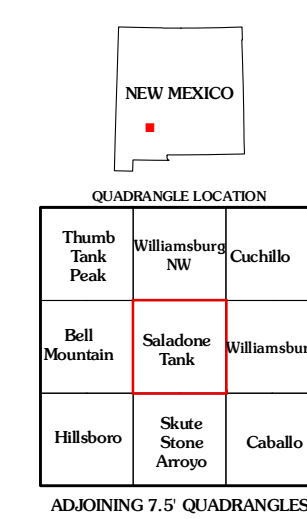 NEW MEXICO
QUADRANGLE LOCATION
Thumb
Tank
Peak
Williamsburg
NW
Cuchillo
Bell
Mountain
Saladone
Tank
Williamsbur
Hillsboro
Skute
Stone
Arroyo
Caballo
ADJOINING 7.5' QUADRANGLES